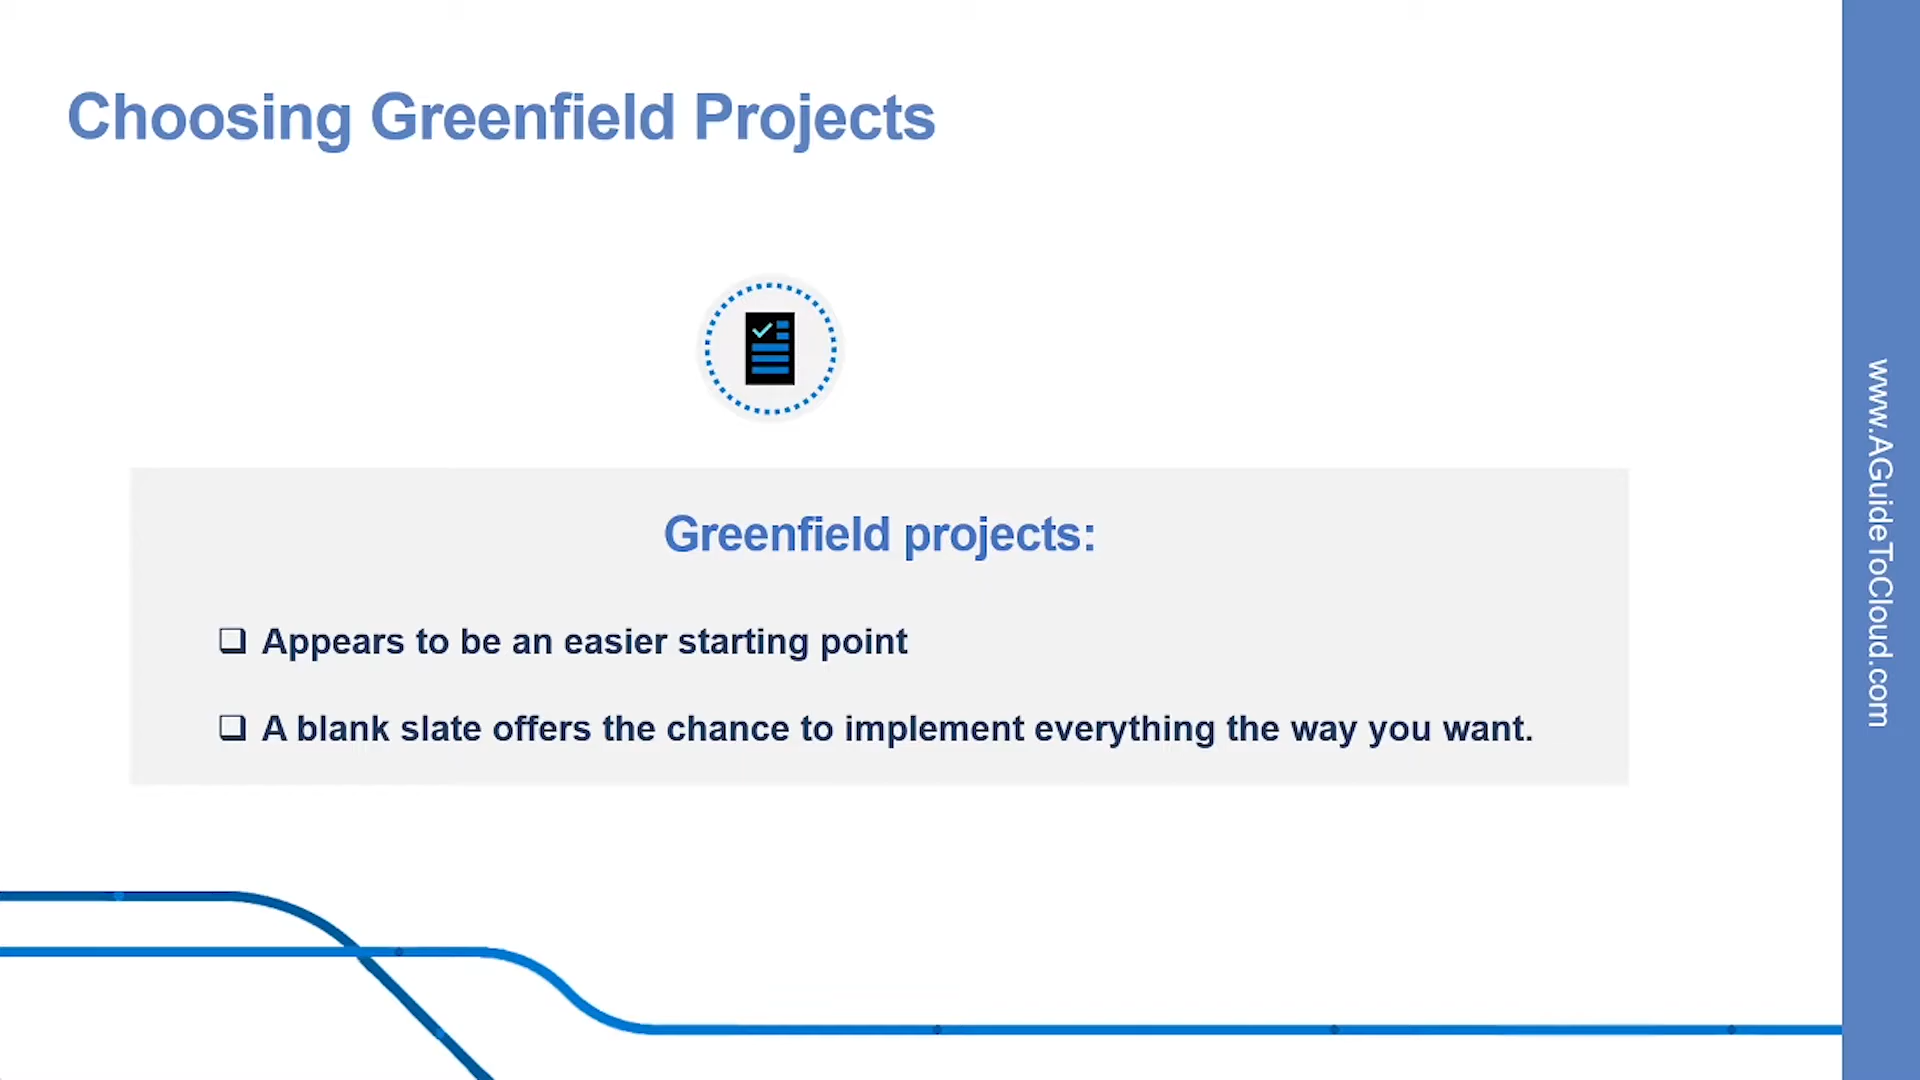 Choosing Greenfield Projects
Greenfield projects:
❑ Appears to be an easier starting point
❑ A blank slate offers the chance to implement everything the way you want.
www.AGuideToCloud.com